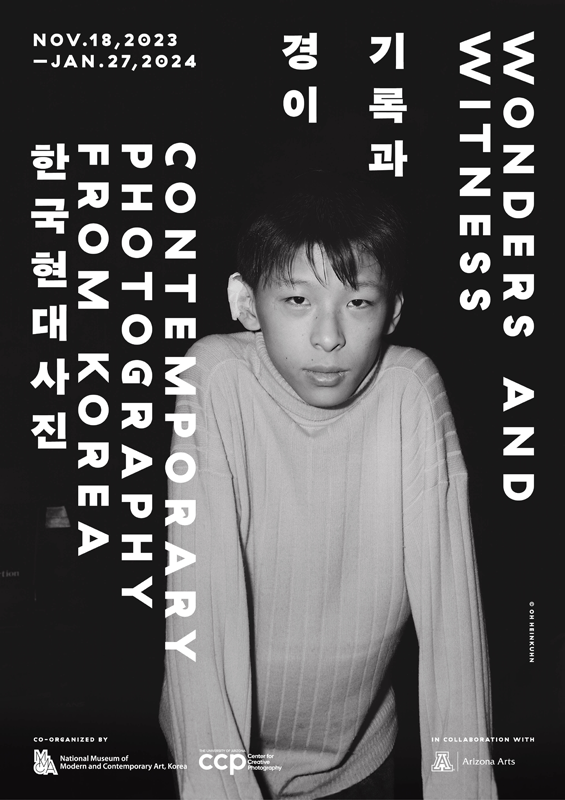 NOV.18,2023
—JAN.27,2024
기록과
경이
WONDERS AND
WITNESS
CONTEMPORARY
PHOTOGRAPHY
FROM KOREA
한국현대사진
© OH HEINKUHN
CO-ORGANIZED BY
MMCA
National Museum of
Modern and Contemporary Art, Korea
THE UNIVERSITY OF ARIZONA
ccp
Center for
Creative
Photography
IN COLLABORATION WITH
A
Arizona Arts